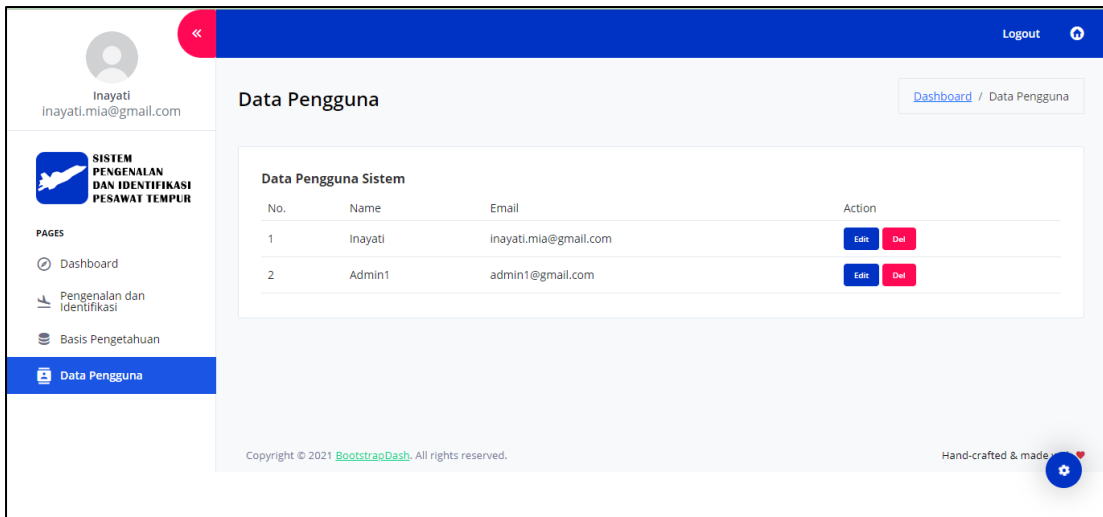 Logout
Inayati
inayati.mia@gmail.com
Data Pengguna
Dashboard / Data Pengguna
SISTEM
PENGENALAN
DAN IDENTIFIKASI
PESAWAT TEMPUR
PAGES
Dashboard
Pengenalan dan
Identifikasi
Basis Pengetahuan
Data Pengguna
Data Pengguna Sistem
No. Name Email Action
1 Inayati inayati.mia@gmail.com Edit Del
2 Admin1 admin1@gmail.com Edit Del
Copyright © 2021 BootstrapDash. All rights reserved.
Hand-crafted & made